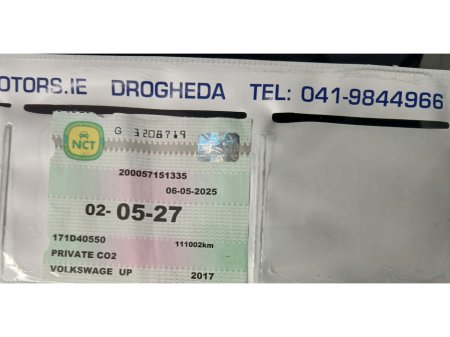 OTORS.IE DROGHEDA TEL: 041-9844966
NCT
G 3208719
200057151335
06-05-2025
02-05-27
171D40550 111002km
PRIVATE CO2
VOLKSWAGE UP 2017